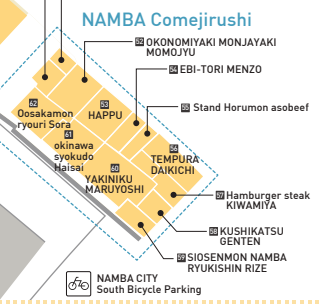 NAMBA Comejirushi
52 OKONOMIYAKI MONJAYAKI
MOMOJYU
54 EBI-TORI MENZO
55 Stand Horumon asobeef
62
Oosakamon
ryouri Sora
53
HAPPU
61
okinawa
syokudo
Haisai
56
TEMPURA
DAIKICHI
60
YAKINIKU
MARUYOSHI
57 Hamburger steak
KIWAMIYA
58 KUSHIKATSU
GENTEN
59 SIOSENMON NAMBA
RYUKISHIN RIZE
NAMBA CITY
South Bicycle Parking